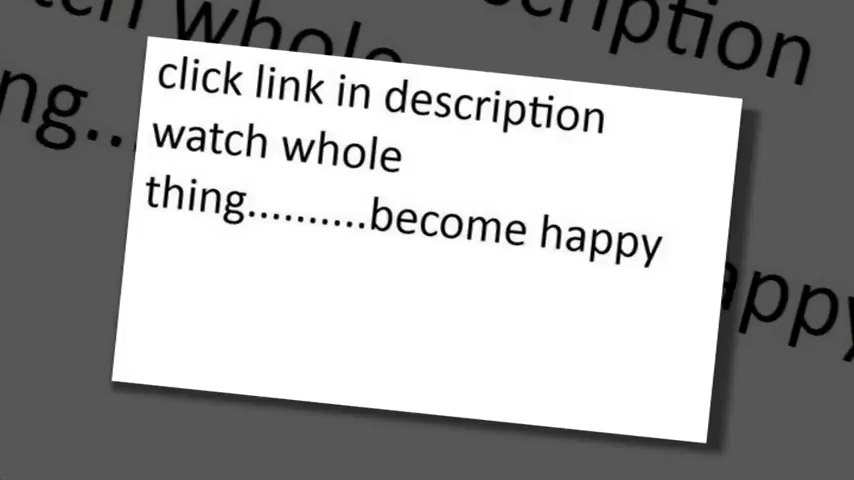 click link in description
watch whole
thing..........become happy